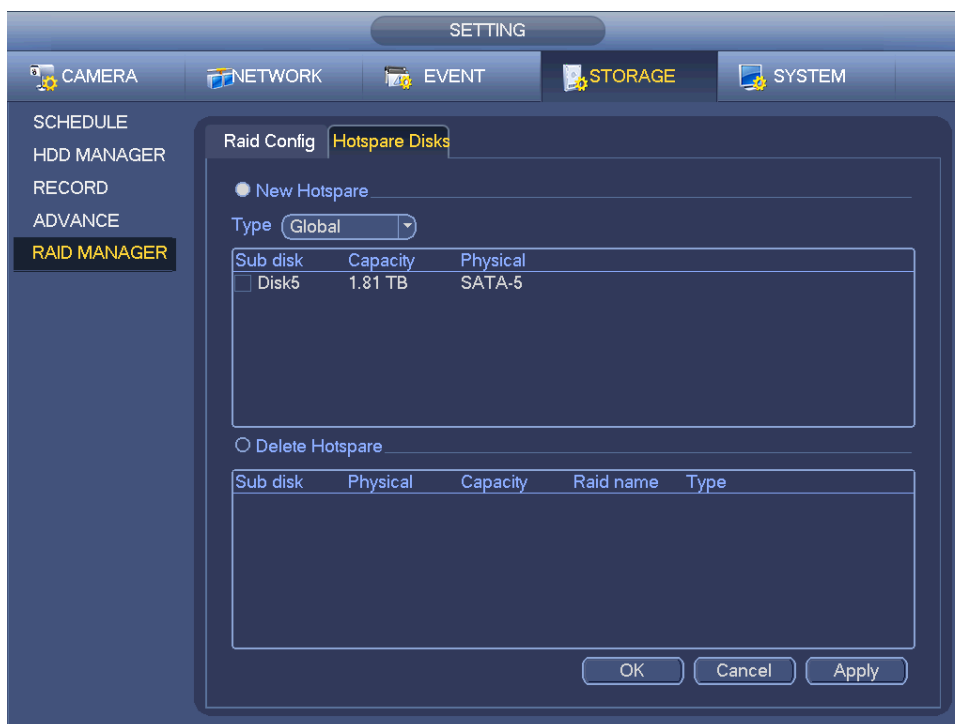 SETTING
CAMERA NETWORK EVENT STORAGE SYSTEM
SCHEDULE
HDD MANAGER
RECORD
ADVANCE
RAID MANAGER
Raid Config Hotspare Disks
New Hotspare
Type Global
Sub disk Capacity Physical
Disk5 1.81 TB SATA-5
Delete Hotspare
Sub disk Physical Capacity Raid name Type
OK Cancel Apply